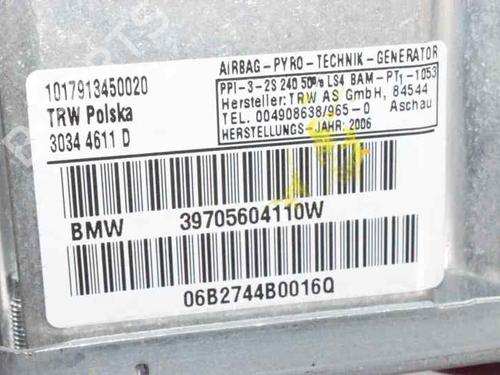 AIRBAG-PYRO-TECHNIK-GENERATOR
1017913450020
TRW Polska
3034 4611 D
PPI-3-2S 240 50% LS4 BAM-PT1-1053
Hersteller: TRW AS GmbH, 84544
TEL. 004908638/965-0 Aschau
HERSTELLUNGS-JAHR: 2006
BMW 39705604110W
06B2744B0016Q